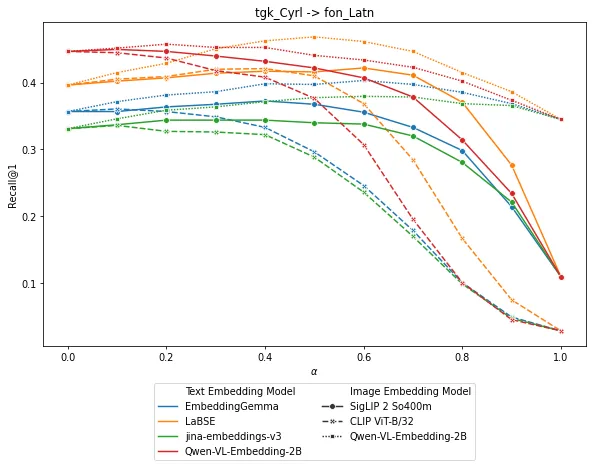 tgk_Cyrl -> fon_Latn
Recall@1
0.4
0.3
0.2
0.1
0.0
0.2
0.4
0.6
0.8
1.0
α
Text Embedding Model
EmbeddingGemma
LaBSE
jina-embeddings-v3
Qwen-VL-Embedding-2B
Image Embedding Model
SigLIP 2 So400m
CLIP ViT-B/32
Qwen-VL-Embedding-2B